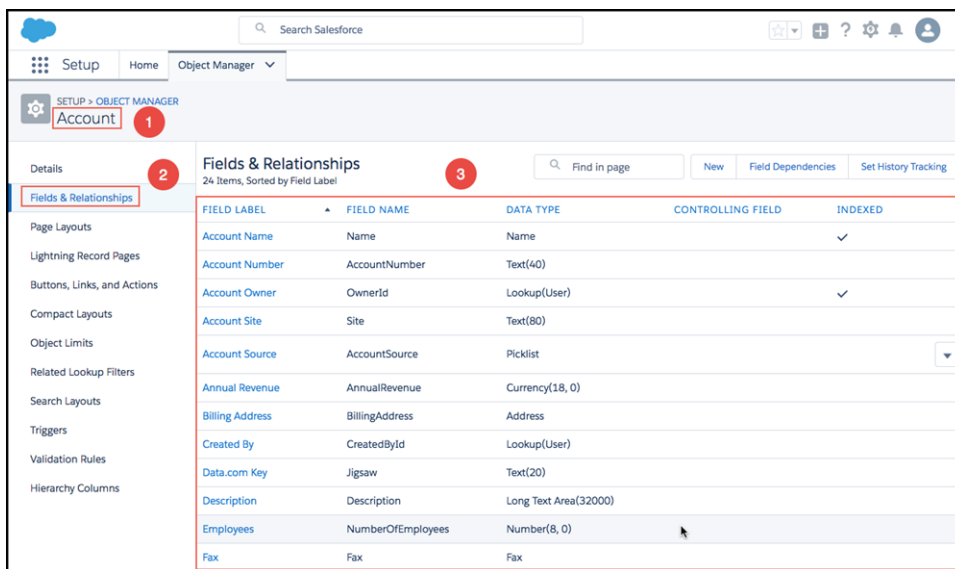 Search Salesforce
Setup Home Object Manager
SETUP > OBJECT MANAGER
Account 1
Details
2
Fields & Relationships
Page Layouts
Lightning Record Pages
Buttons, Links, and Actions
Compact Layouts
Object Limits
Related Lookup Filters
Search Layouts
Triggers
Validation Rules
Hierarchy Columns
Fields & Relationships
24 Items, Sorted by Field Label
3
Find in page New Field Dependencies Set History Tracking
FIELD LABEL FIELD NAME DATA TYPE CONTROLLING FIELD INDEXED
Account Name Name Name
Account Number AccountNumber Text(40)
Account Owner OwnerId Lookup(User)
Account Site Site Text(80)
Account Source AccountSource Picklist
Annual Revenue AnnualRevenue Currency(18, 0)
Billing Address BillingAddress Address
Created By CreatedById Lookup(User)
Data.com Key Jigsaw Text(20)
Description Description Long Text Area(32000)
Employees NumberOfEmployees Number(8, 0)
Fax Fax Fax